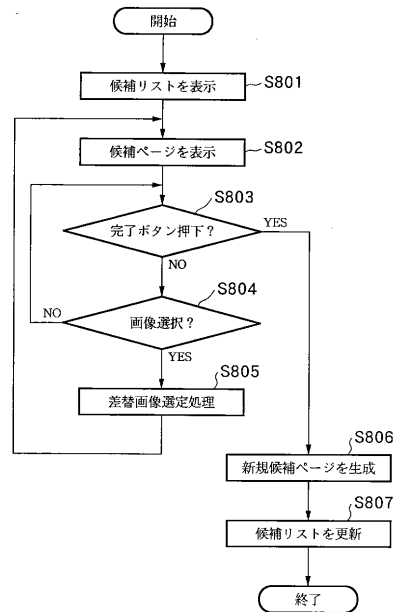 開始
候補リストを表示
S801
候補ページを表示
S802
S803
完了ボタン押下?
YES
NO
S804
画像選択?
NO
YES
S805
差替画像選定処理
S806
新規候補ページを生成
S807
候補リストを更新
終了